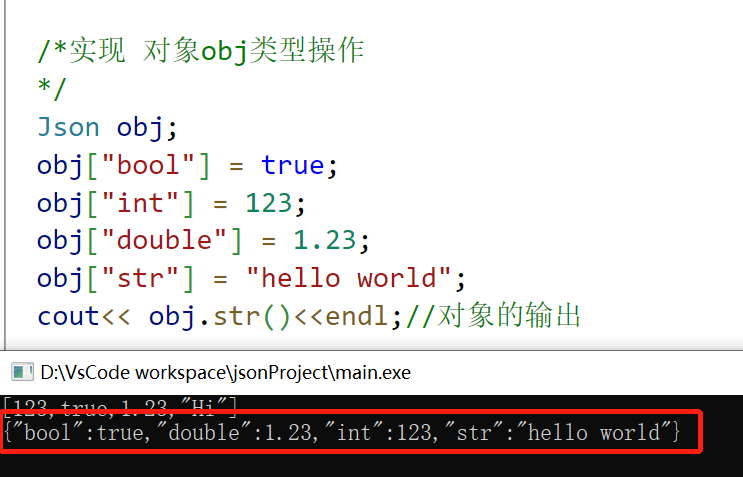 /*实现 对象obj类型操作
*/
Json obj;
obj["bool"] = true;
obj["int"] = 123;
obj["double"] = 1.23;
obj["str"] = "hello world";
cout<< obj.str()<<endl;//对象的输出
D:\VsCode workspace\jsonProject\main.exe
[123,true,1.23,"Hi"]
{"bool":true,"double":1.23,"int":123,"str":"hello world"}